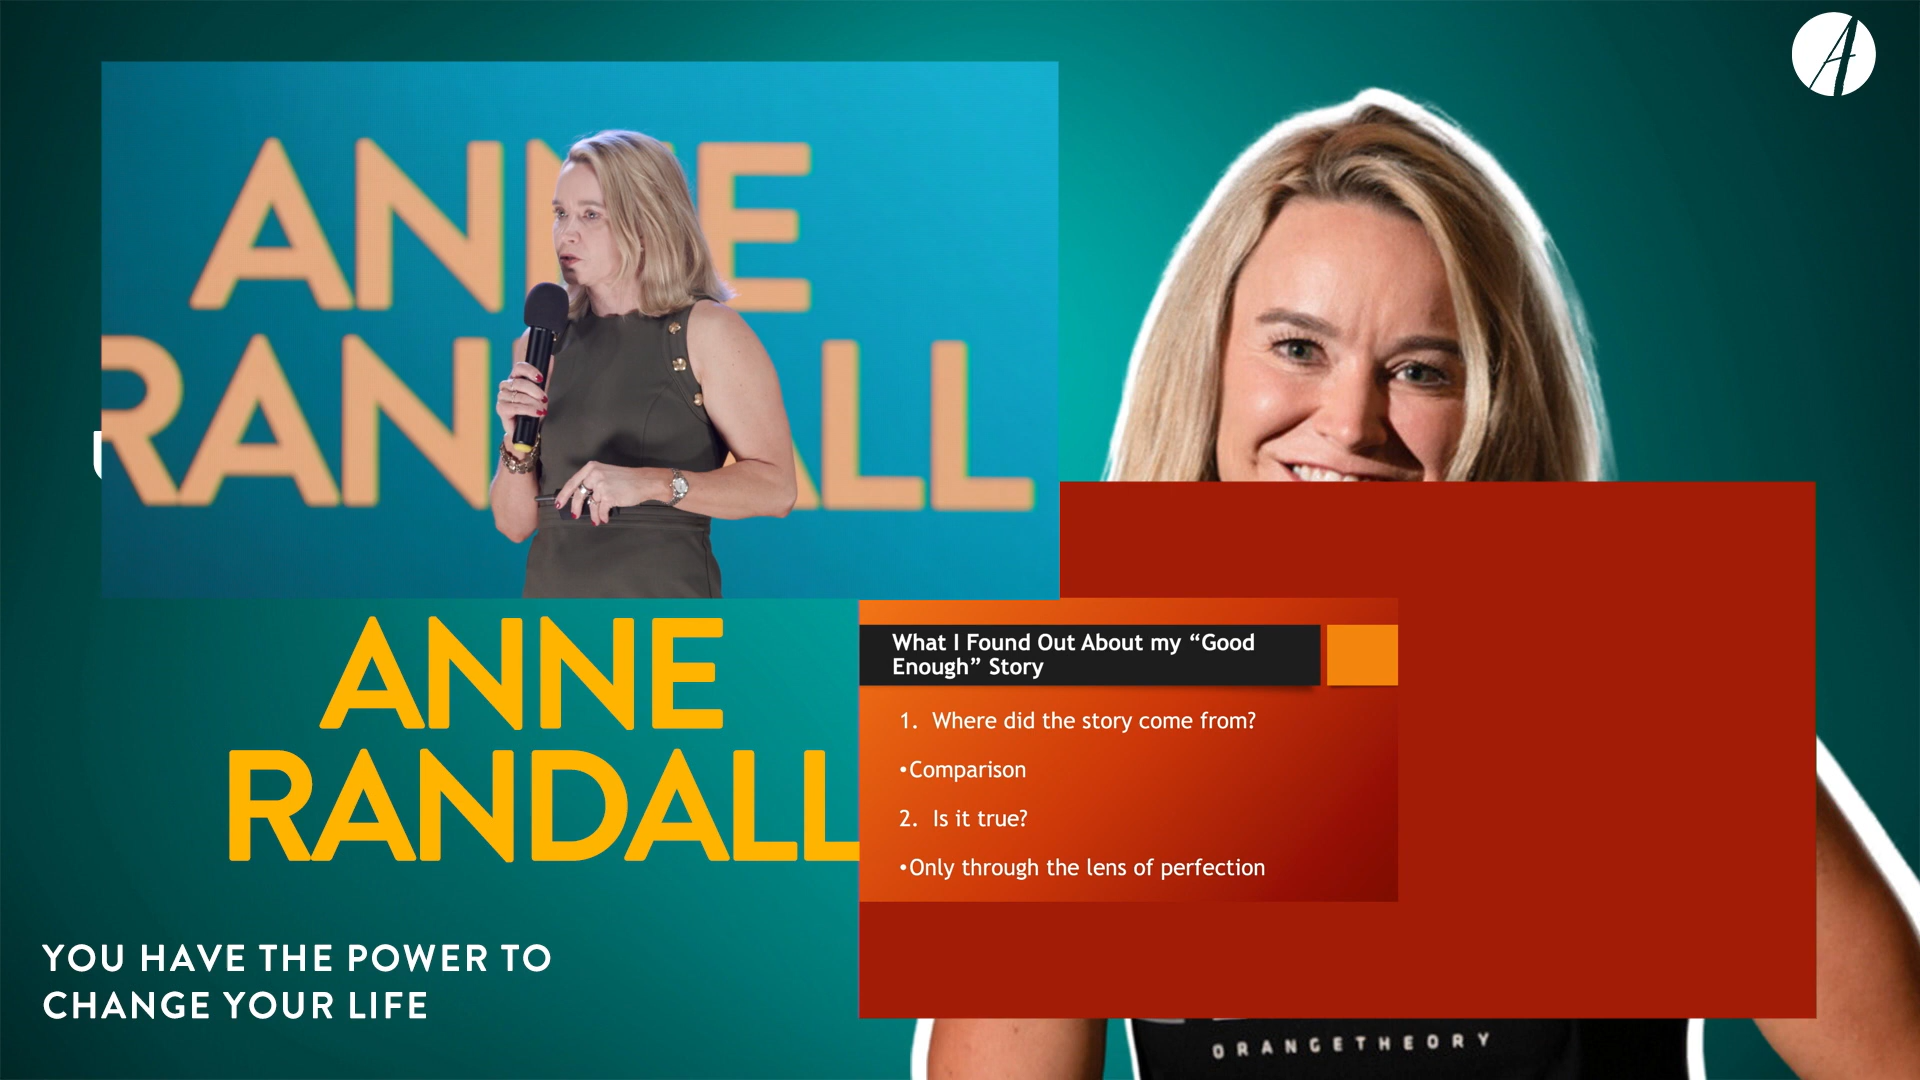 ANNE
RANDALL
ANNE
RANDALL
What I Found Out About my “Good
Enough” Story
1. Where did the story come from?
•Comparison
2. Is it true?
•Only through the lens of perfection
YOU HAVE THE POWER TO
CHANGE YOUR LIFE
ORANGETHEORY